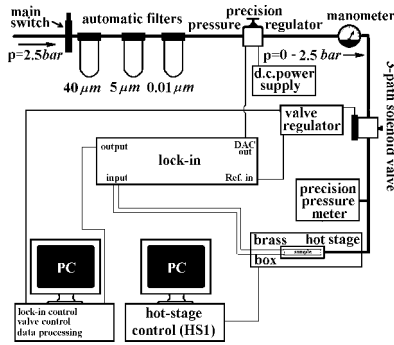 main
switch
automatic filters
precision
pressure regulator
manometer
p=2.5bar
p=0 - 2.5 bar
40 μm 5 μm 0.01 μm
d.c.power
supply
valve
regulator
3-path solenoid valve
output
DAC
out
lock-in
input
Ref. in
precision
pressure
meter
brass hot stage
sample
box
PC
PC
lock-in control
valve control
data processing
hot-stage
control (HS1)